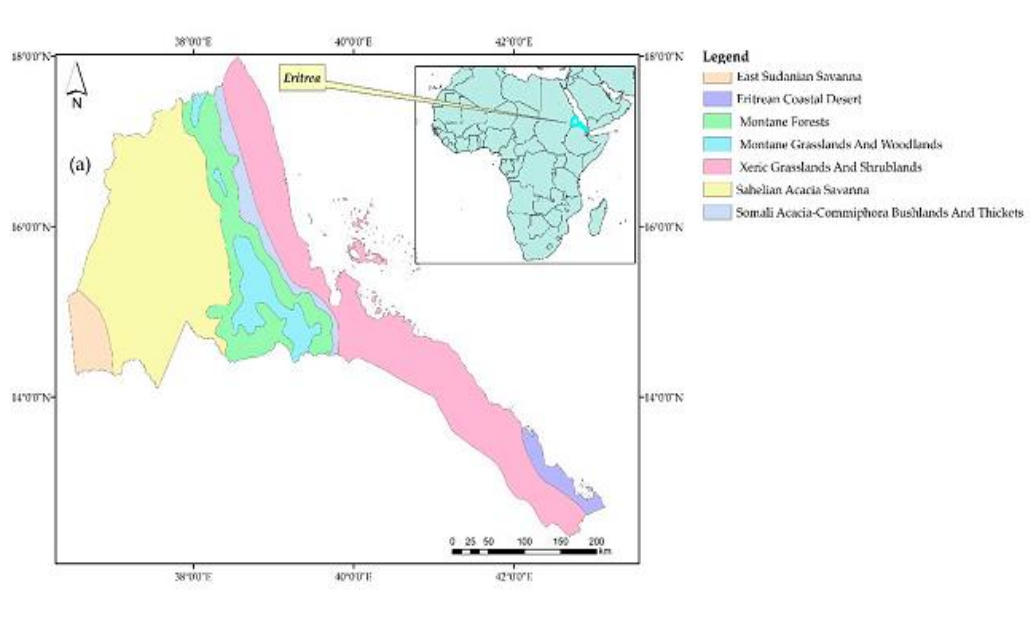 38°0'0"E 40°0'0"E 42°0'0"E
18°0'0"N 18°0'0"N
N
Eritrea
(a)
16°0'0"N 16°0'0"N
14°0'0"N 14°0'0"N
0 25 50 100 150 200
km
38°0'0"E 40°0'0"E 42°0'0"E
Legend
East Sudanian Savanna
Eritrean Coastal Desert
Montane Forests
Montane Grasslands And Woodlands
Xeric Grasslands And Shrublands
Sahelian Acacia Savanna
Somali Acacia-Commiphora Bushlands And Thickets